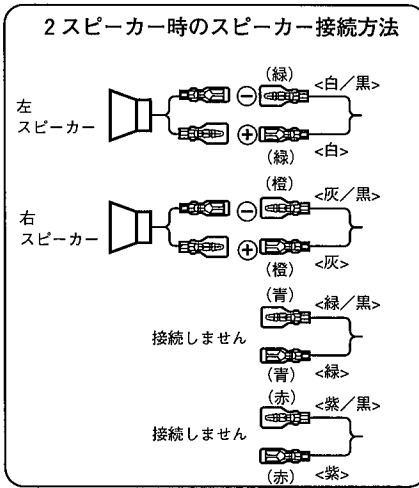 2スピーカー時のスピーカー接続方法
左
スピーカー
⊖
(緑)
<白／黒>
⊕
(緑)
<白>
右
スピーカー
⊖
(橙)
<灰／黒>
⊕
(橙)
<灰>
接続しません
(青)
<緑／黒>
(青)
<緑>
接続しません
(赤)
<紫／黒>
(赤)
<紫>